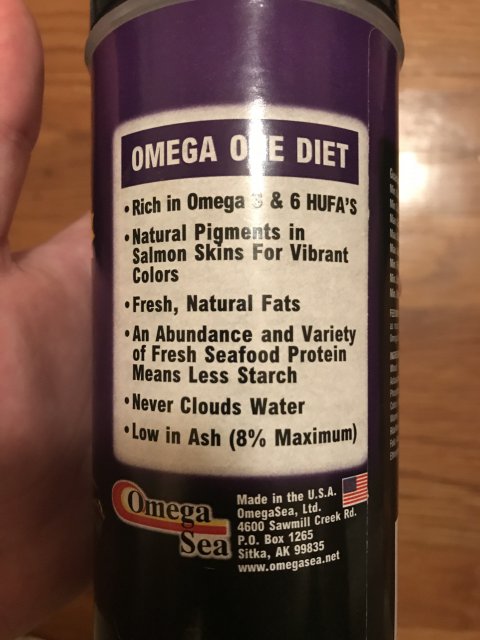 OMEGA ONE DIET
• Rich in Omega 3 & 6 HUFA'S
• Natural Pigments in
Salmon Skins For Vibrant
Colors
• Fresh, Natural Fats
• An Abundance and Variety
of Fresh Seafood Protein
Means Less Starch
• Never Clouds Water
• Low in Ash (8% Maximum)
Omega
Sea
Made in the U.S.A.
OmegaSea, Ltd.
4600 Sawmill Creek Rd.
P.O. Box 1265
Sitka, AK 99835
www.omegasea.net